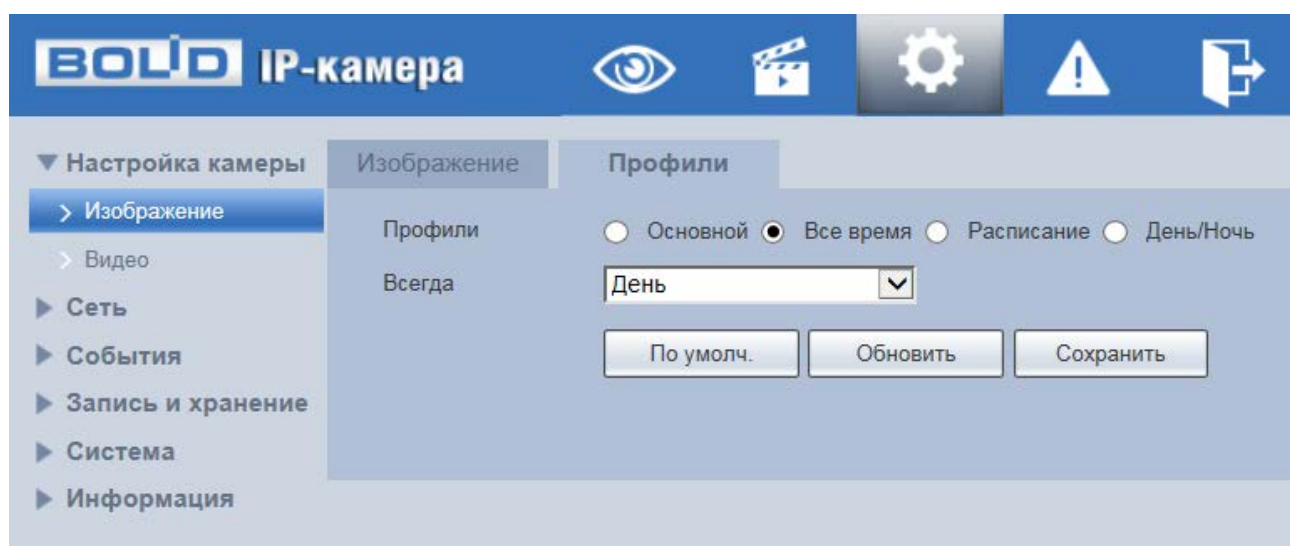 BOLID IP-камера
Настройка камеры
Изображение
Профили
Изображение
Профили
Основной
Все время
Расписание
День/Ночь
Видео
Всегда
День
Сеть
События
По умолч.
Обновить
Сохранить
Запись и хранение
Система
Информация